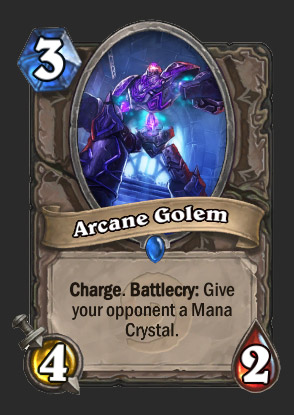 3
Arcane Golem
Charge. Battlecry: Give
your opponent a Mana
Crystal.
4
2